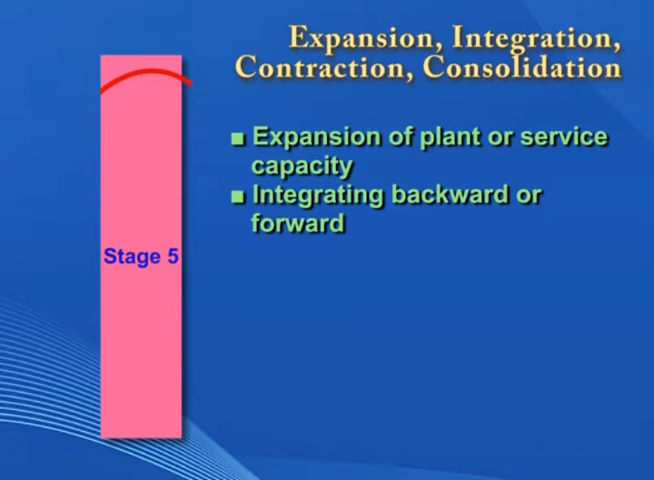 Expansion, Integration,
Contraction, Consolidation
■ Expansion of plant or service
capacity
■ Integrating backward or
forward
Stage 5